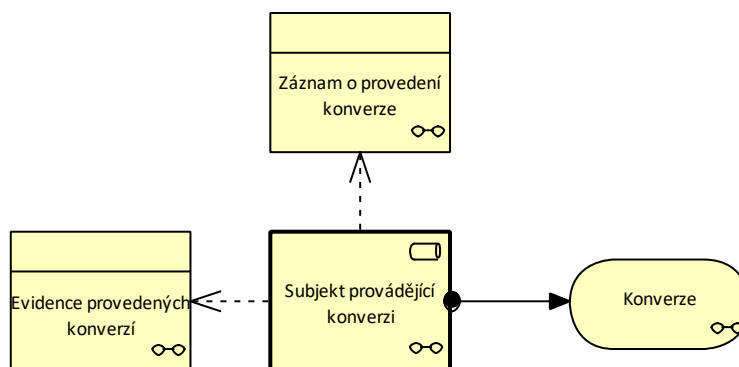 Záznam o provedení
konverze
Evidence provedených
konverzí
Subjekt provádějící
konverzi
Konverze